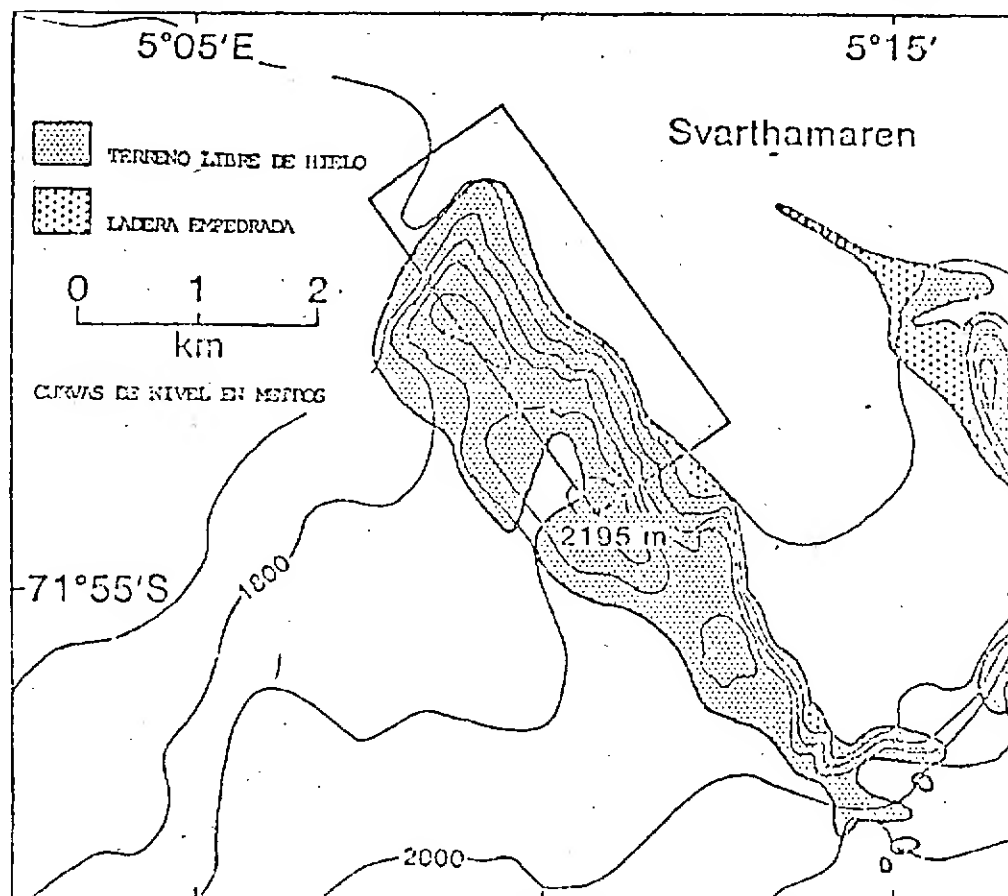 5°05'E
5°15'
Svarthamaren
TERRENO LIBRE DE HIELO
LADERA EMPEDRADA
0 1 2
km
CURVAS DE NIVEL EN METROS
2195 m
71°55'S
1800
2000